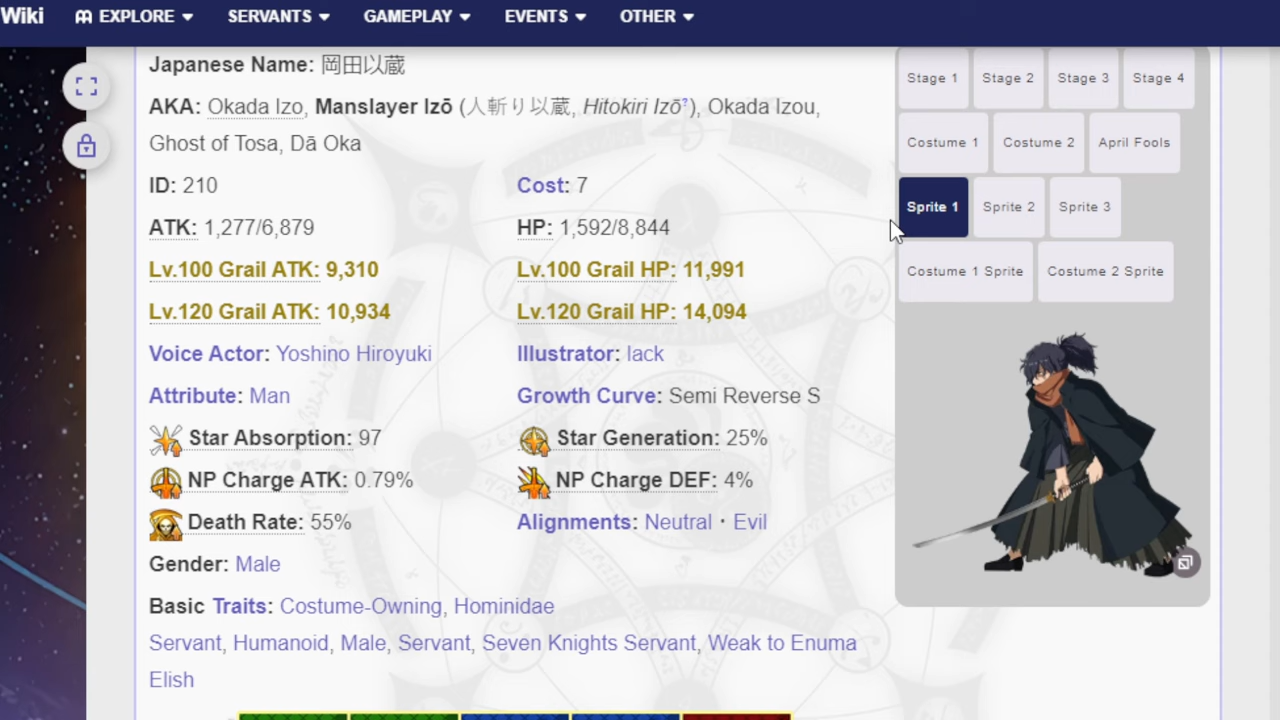 Wiki EXPLORE SERVANTS GAMEPLAY EVENTS OTHER
Japanese Name: 岡田以蔵
AKA: Okada Izo, Manslayer Izō (人斬り以蔵, Hitokiri Izō?), Okada Izou,
Ghost of Tosa, Dā Oka
ID: 210 Cost: 7
ATK: 1,277/6,879 HP: 1,592/8,844
Lv.100 Grail ATK: 9,310 Lv.100 Grail HP: 11,991
Lv.120 Grail ATK: 10,934 Lv.120 Grail HP: 14,094
Voice Actor: Yoshino Hiroyuki Illustrator: lack
Attribute: Man Growth Curve: Semi Reverse S
Star Absorption: 97 Star Generation: 25%
NP Charge ATK: 0.79% NP Charge DEF: 4%
Death Rate: 55% Alignments: Neutral・Evil
Gender: Male
Basic Traits: Costume-Owning, Hominidae
Servant, Humanoid, Male, Servant, Seven Knights Servant, Weak to Enuma
Elish
Stage 1 Stage 2 Stage 3 Stage 4
Costume 1 Costume 2 April Fools
Sprite 1 Sprite 2 Sprite 3
Costume 1 Sprite Costume 2 Sprite